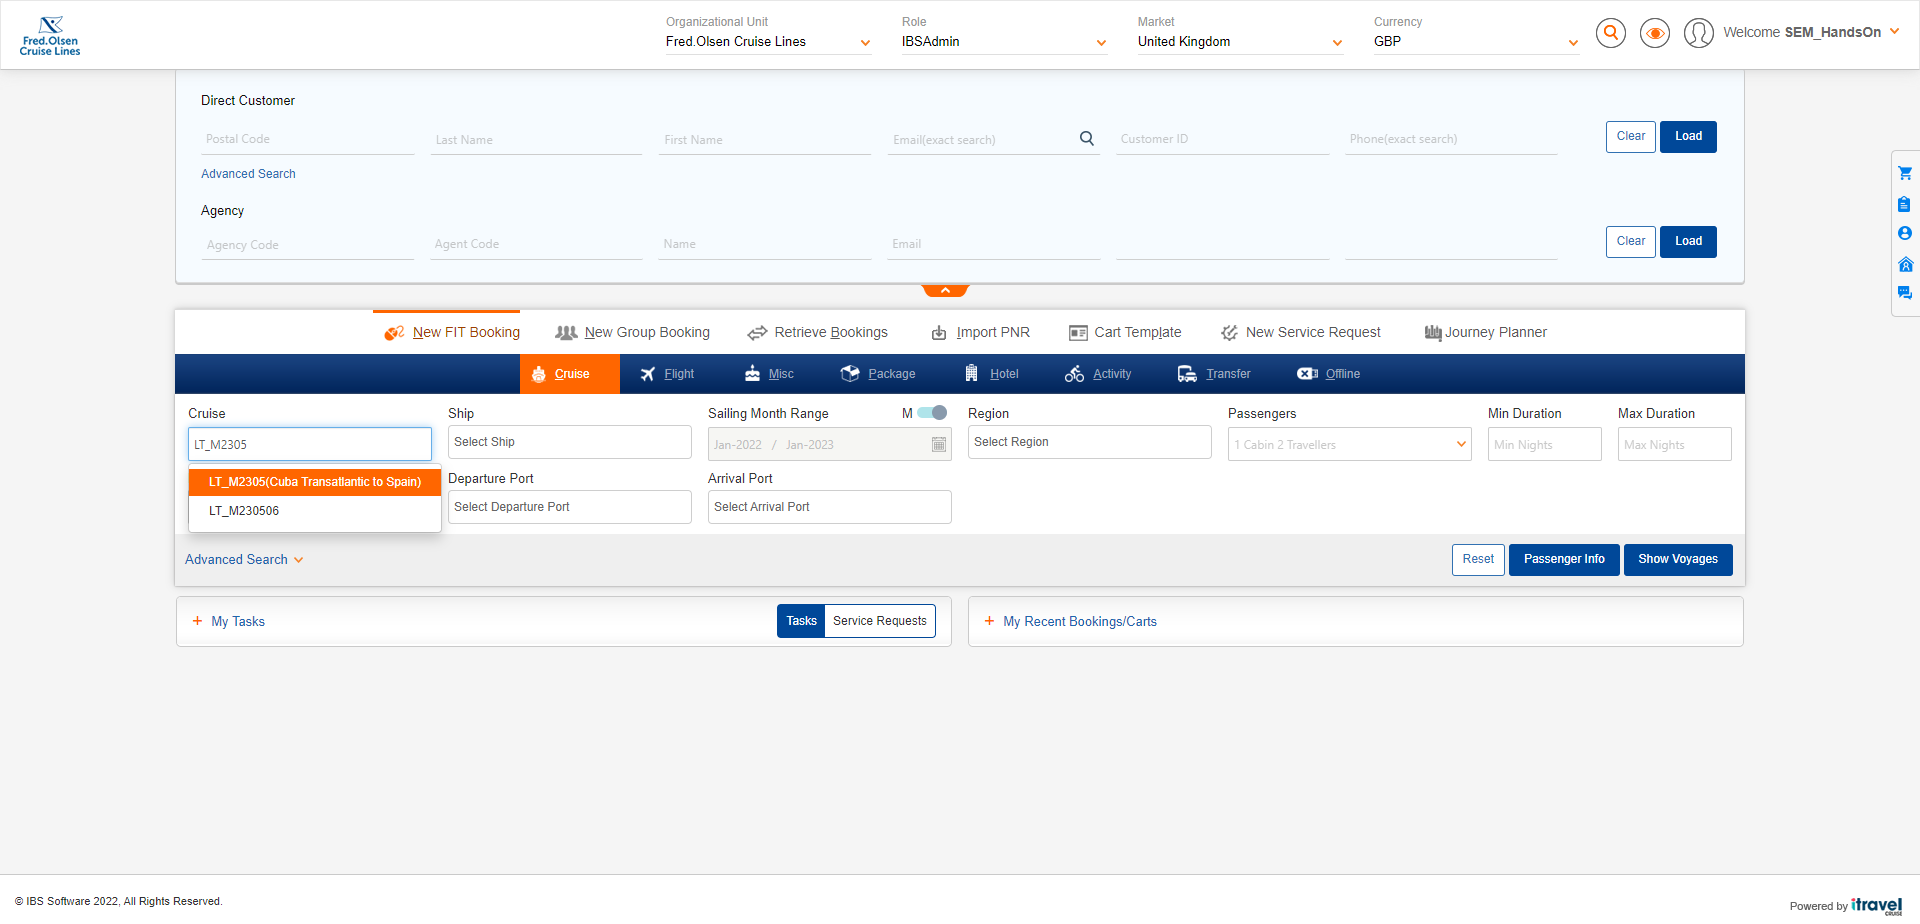 Fred.Olsen
Cruise Lines
Organizational Unit
Fred.Olsen Cruise Lines
Role
IBSAdmin
Market
United Kingdom
Currency
GBP
Welcome SEM_HandsOn
Direct Customer
Postal Code
Last Name
First Name
Email(exact search)
Customer ID
Phone(exact search)
Clear
Load
Advanced Search
Agency
Agency Code
Agent Code
Name
Email
Clear
Load
New FIT Booking
New Group Booking
Retrieve Bookings
Import PNR
Cart Template
New Service Request
Journey Planner
Cruise
Flight
Misc
Package
Hotel
Activity
Transfer
Offline
Cruise
Ship
Sailing Month Range
M
Region
Passengers
Min Duration
Max Duration
LT_M2305
Select Ship
Jan-2022 / Jan-2023
Select Region
1 Cabin 2 Travellers
Min Nights
Max Nights
LT_M2305(Cuba Transatlantic to Spain)
LT_M230506
Departure Port
Arrival Port
Select Departure Port
Select Arrival Port
Advanced Search
Reset
Passenger Info
Show Voyages
+ My Tasks
Tasks
Service Requests
+ My Recent Bookings/Carts
© IBS Software 2022, All Rights Reserved.
Powered by itravel
CRUISE